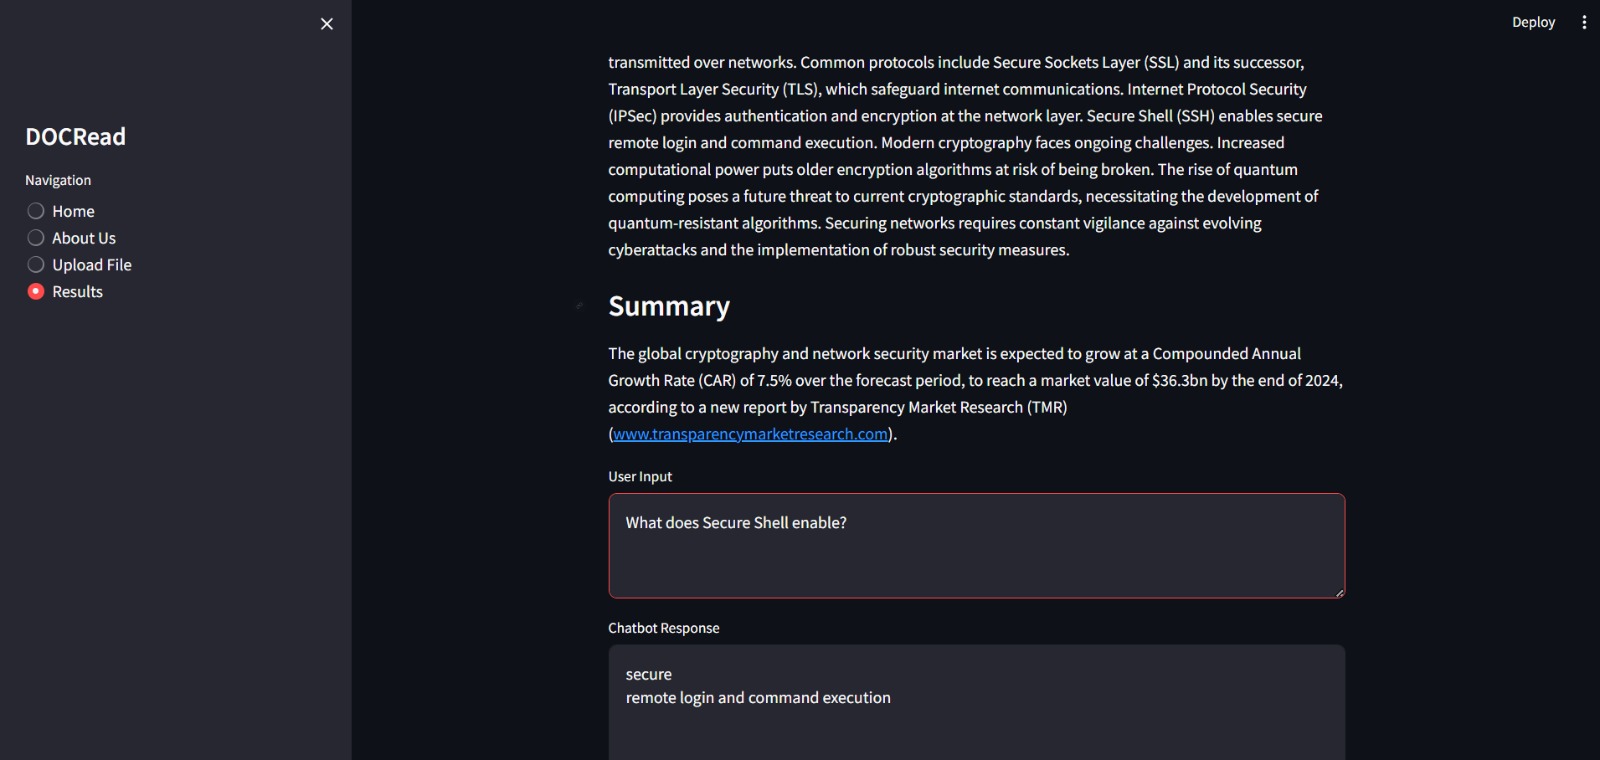 Deploy
DOCRead
Navigation
Home
About Us
Upload File
Results
transmitted over networks. Common protocols include Secure Sockets Layer (SSL) and its successor,
Transport Layer Security (TLS), which safeguard internet communications. Internet Protocol Security
(IPSec) provides authentication and encryption at the network layer. Secure Shell (SSH) enables secure
remote login and command execution. Modern cryptography faces ongoing challenges. Increased
computational power puts older encryption algorithms at risk of being broken. The rise of quantum
computing poses a future threat to current cryptographic standards, necessitating the development of
quantum-resistant algorithms. Securing networks requires constant vigilance against evolving
cyberattacks and the implementation of robust security measures.
Summary
The global cryptography and network security market is expected to grow at a Compounded Annual
Growth Rate (CAR) of 7.5% over the forecast period, to reach a market value of $36.3bn by the end of 2024,
according to a new report by Transparency Market Research (TMR)
(www.transparencymarketresearch.com).
User Input
What does Secure Shell enable?
Chatbot Response
secure
remote login and command execution